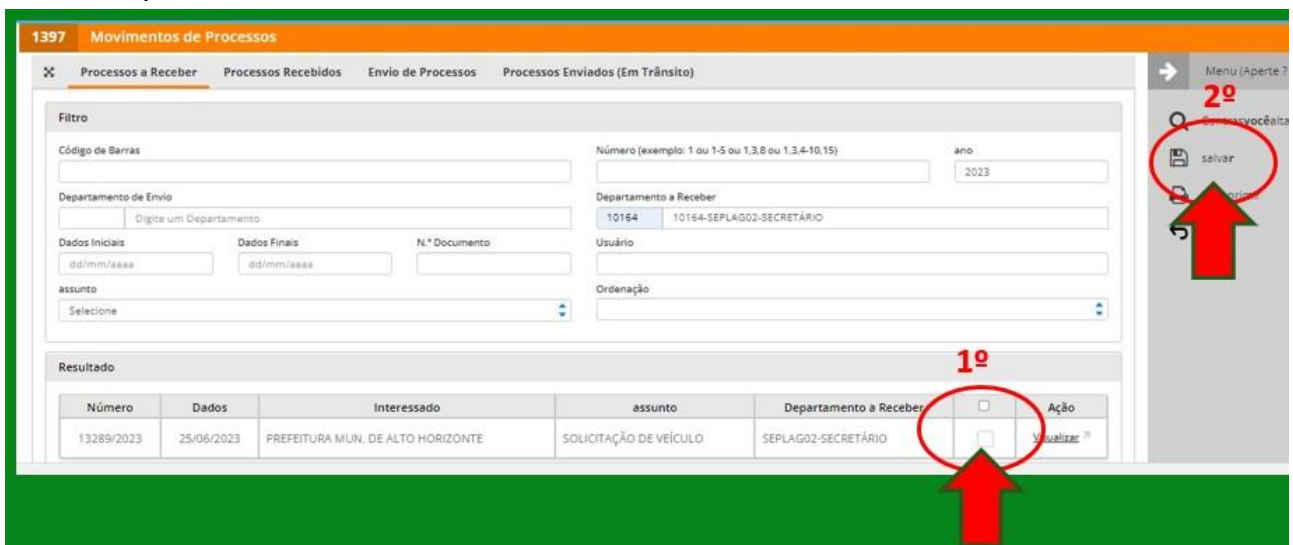 1397 Movimentos de Processos
Processos a Receber Processos Recebidos Envio de Processos Processos Enviados (Em Trânsito)
Menu (Aperte ?
2º
salvar
Filtro
Código de Barras Número (exemplo: 1 ou 1-5 ou 1,3,8 ou 1,3,4-10,15) ano
2023
Departamento de Envio Departamento a Receber
Digite um Departamento 10164 10164-SEPLAG02-SECRETÁRIO
Dados Iniciais Dados Finais N.º Documento Usuário
dd/mm/aaaa dd/mm/aaaa
assunto Ordenação
Selecione
Resultado
1º
Número Dados Interessado assunto Departamento a Receber Ação
13289/2023 25/06/2023 PREFEITURA MUN. DE ALTO HORIZONTE SOLICITAÇÃO DE VEÍCULO SEPLAG02-SECRETÁRIO Visualizar